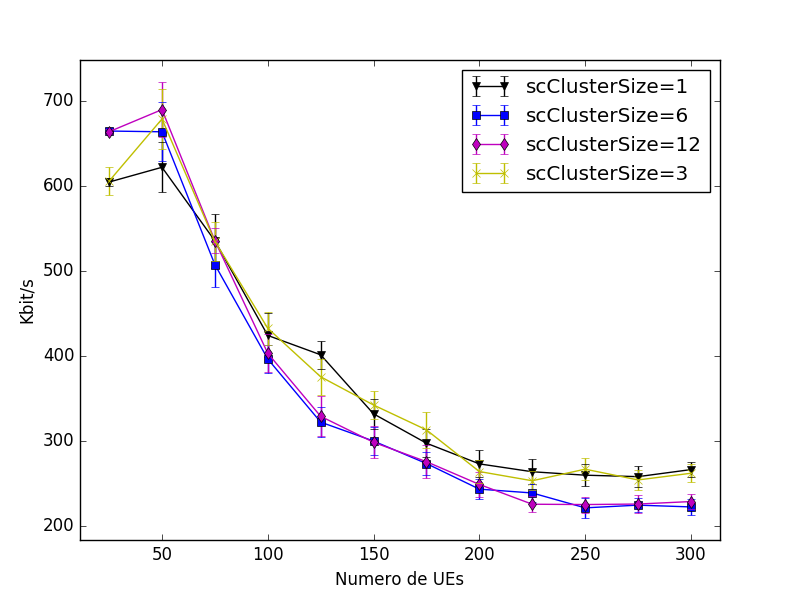 scClusterSize=1
scClusterSize=6
scClusterSize=12
scClusterSize=3
700
600
500
400
300
200
Kbit/s
50 100 150 200 250 300
Numero de UEs